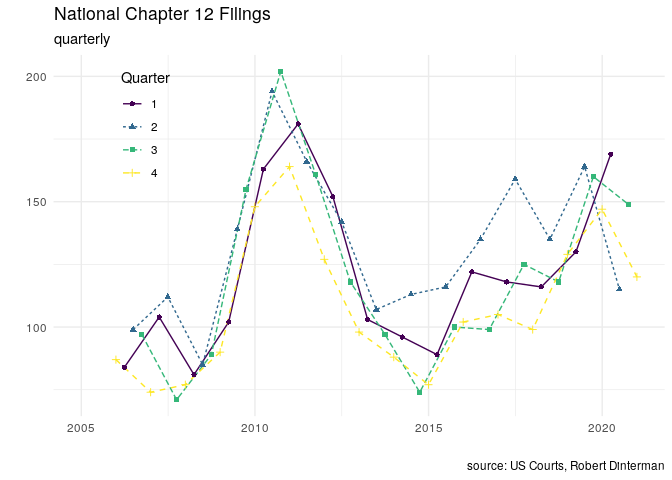 National Chapter 12 Filings
quarterly
Quarter
1
2
3
4
200
150
100
2005 2010 2015 2020
source: US Courts, Robert Dinterman